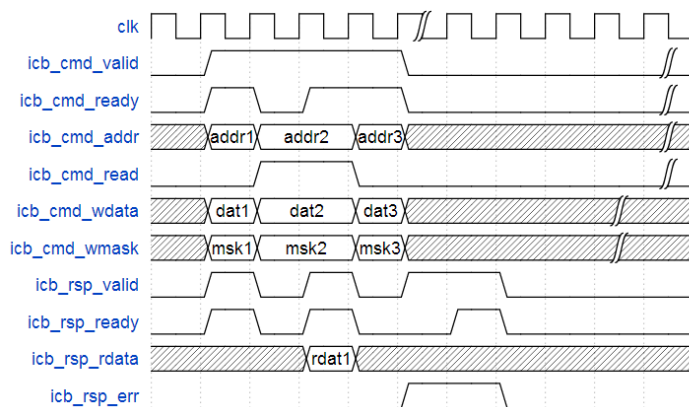 clk
icb_cmd_valid
icb_cmd_ready
icb_cmd_addr addr1 addr2 addr3
icb_cmd_read
icb_cmd_wdata dat1 dat2 dat3
icb_cmd_wmask msk1 msk2 msk3
icb_rsp_valid
icb_rsp_ready
icb_rsp_rdata rdat1
icb_rsp_err